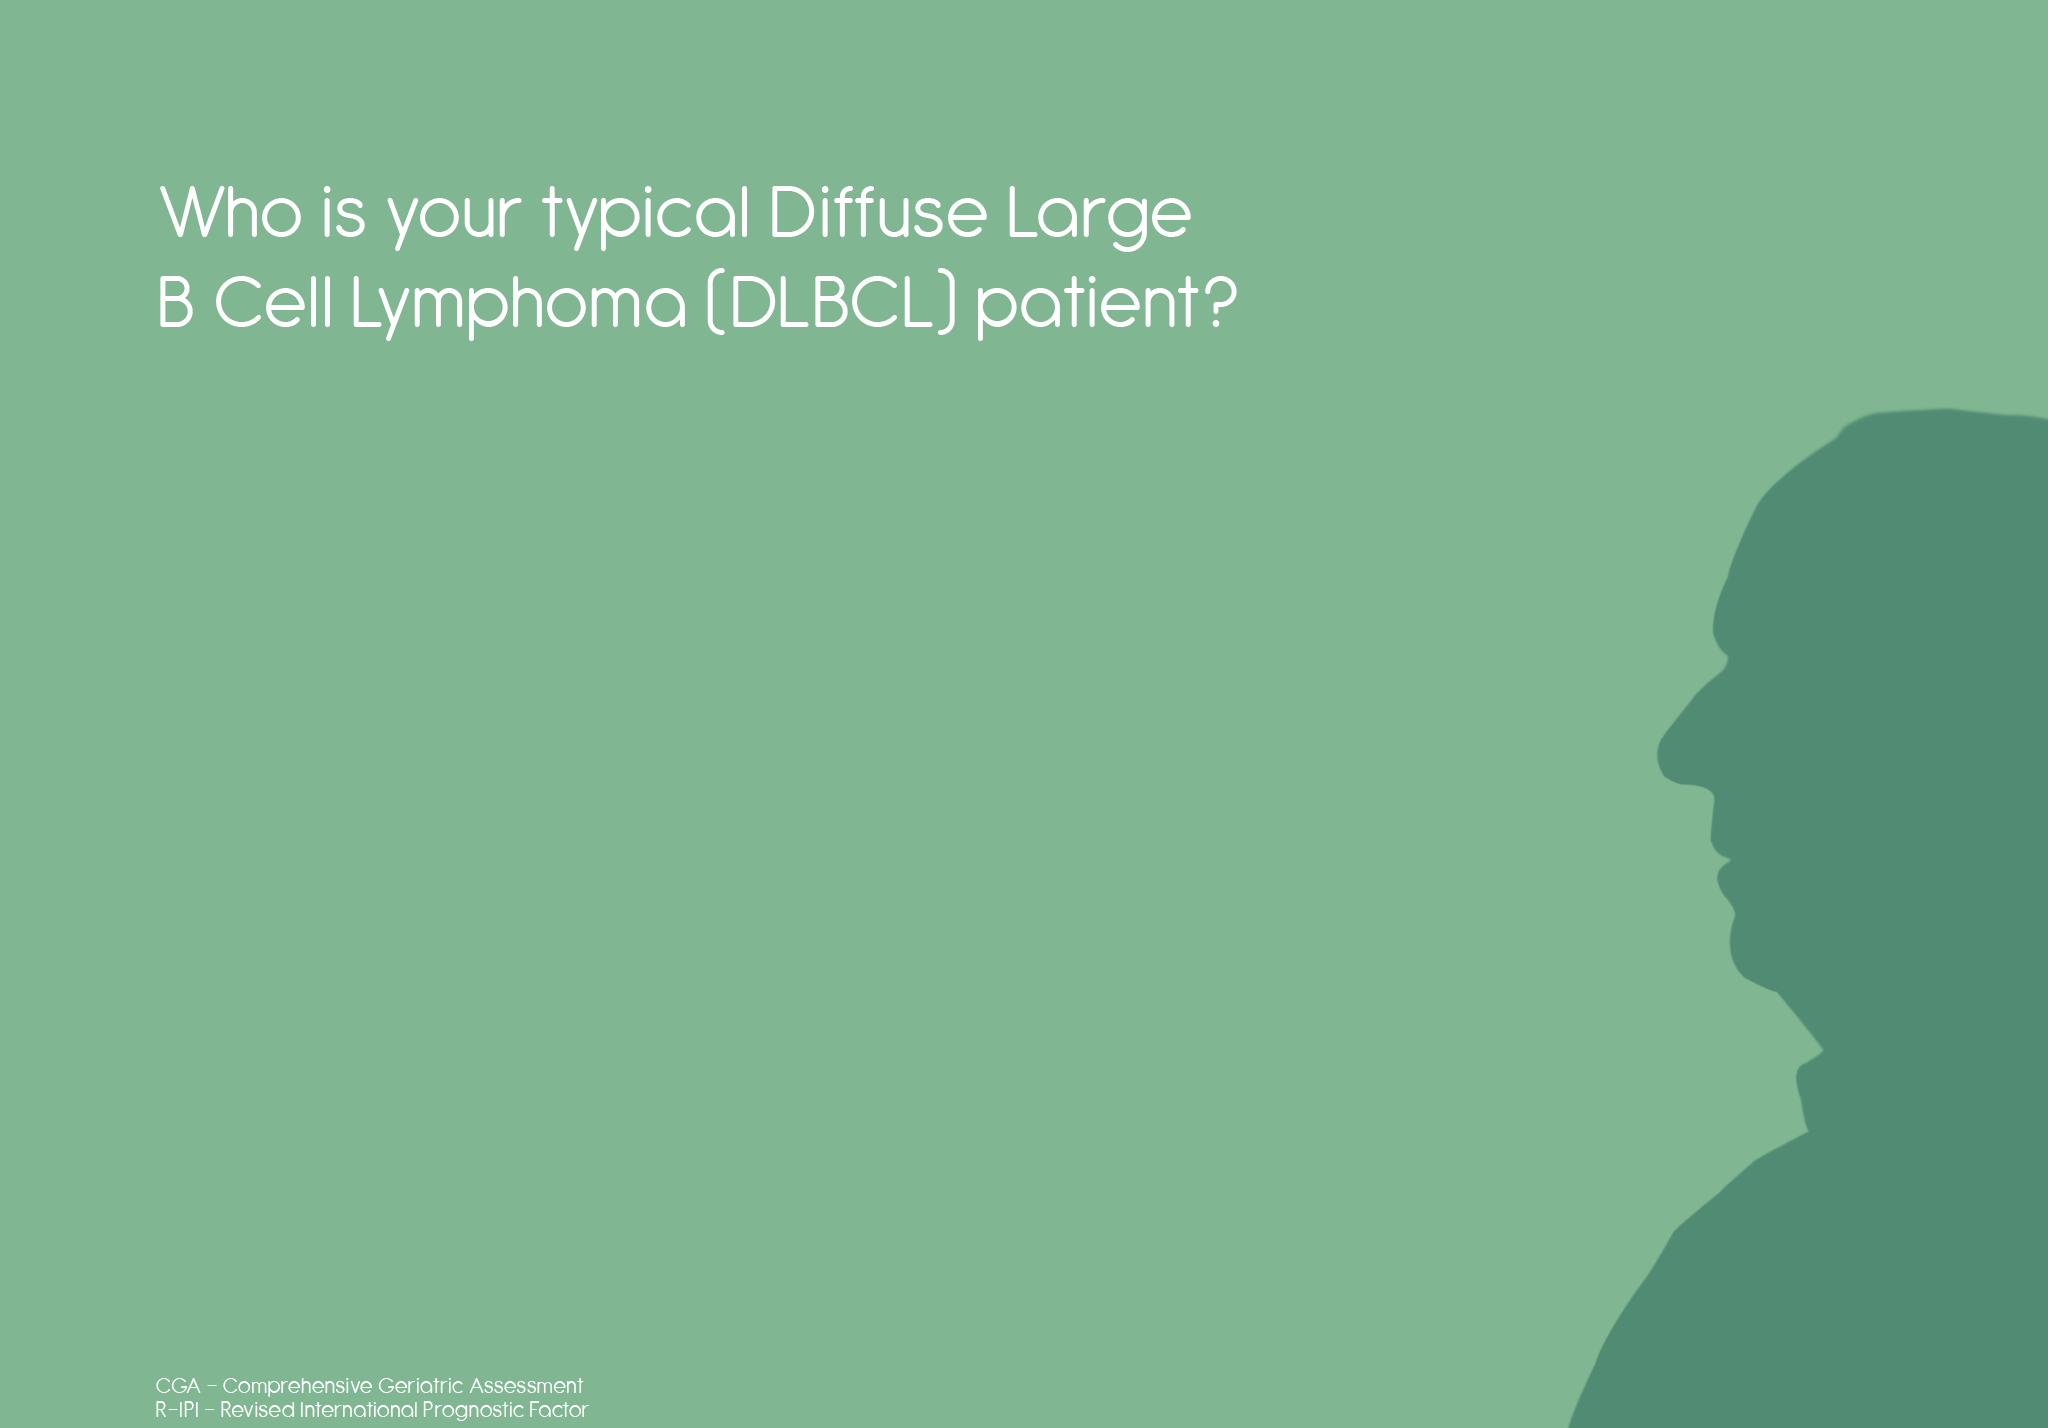 Who is your typical Diffuse Large
B Cell Lymphoma (DLBCL) patient?
CGA - Comprehensive Geriatric Assessment
R-IPI - Revised International Prognostic Factor